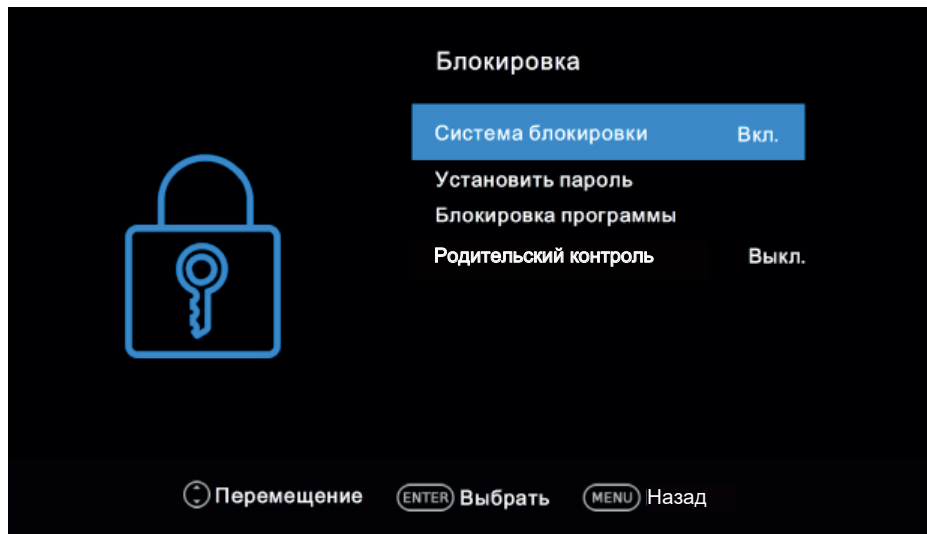 Блокировка
Система блокировки Вкл.
Установить пароль
Блокировка программы
Родительский контроль Выкл.
Перемещение ENTER Выбрать MENU Назад